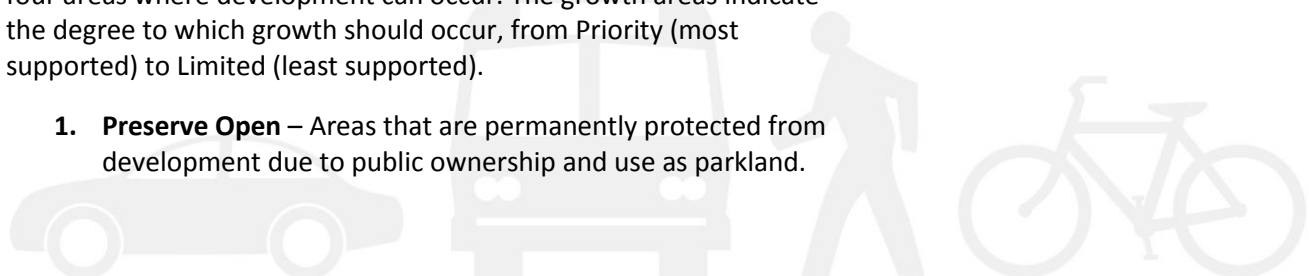 four areas where development can occur. The growth areas indicate
the degree to which growth should occur, from Priority (most
supported) to Limited (least supported).
1. Preserve Open – Areas that are permanently protected from
development due to public ownership and use as parkland.